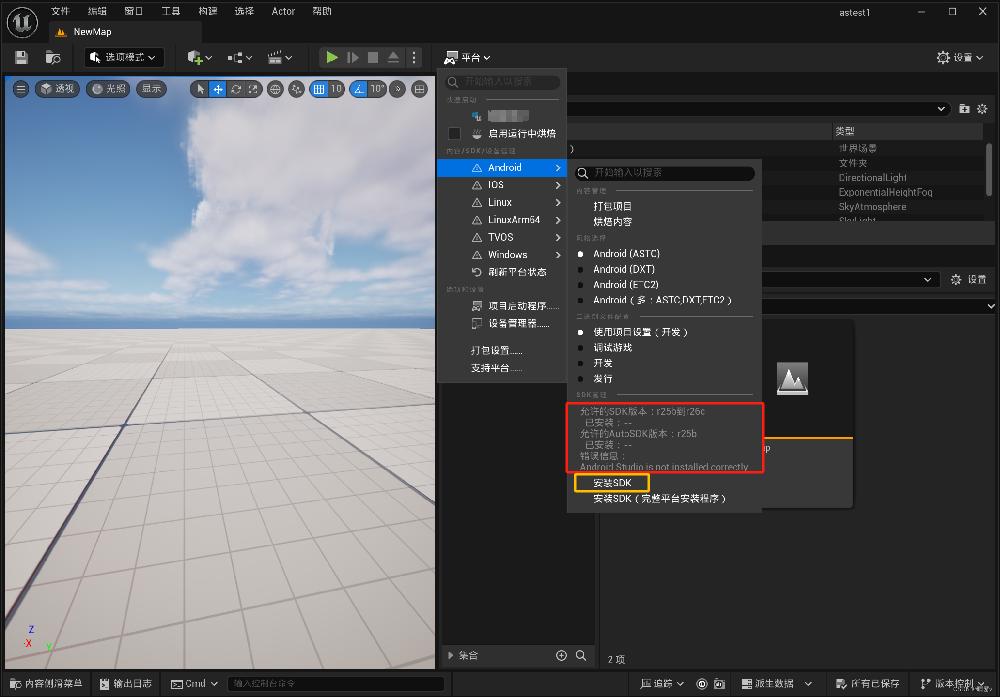 文件 编辑 窗口 工具 构建 选择 Actor 帮助
astest1
NewMap
选项模式
平台
设置
透视 光照 显示 10 10°
开始输入以搜索
快速启动
启用运行中烘焙
内容/SDK/设备管理
Android
IOS
Linux
LinuxArm64
TVOS
Windows
刷新平台状态
选项和设置
项目启动程序......
设备管理器......
打包设置......
支持平台......
开始输入以搜索
内容管理
打包项目
烘焙内容
风格选择
Android (ASTC)
Android (DXT)
Android (ETC2)
Android（多：ASTC,DXT,ETC2）
二进制文件配置
使用项目设置（开发）
调试游戏
开发
发行
SDK管理
允许的SDK版本：r25b到r26c
已安装：--
允许的AutoSDK版本：r25b
已安装：--
错误信息：
Android Studio is not installed correctly.
安装SDK
安装SDK（完整平台安装程序）
）
类型
世界场景
文件夹
DirectionalLight
ExponentialHeightFog
SkyAtmosphere
SkyLight
设置
ap
Z
X
Y
集合
2 项
内容侧滑菜单 输出日志 Cmd 输入控制台命令
追踪 派生数据 所有已保存 版本控制
CSDN @晴窗v